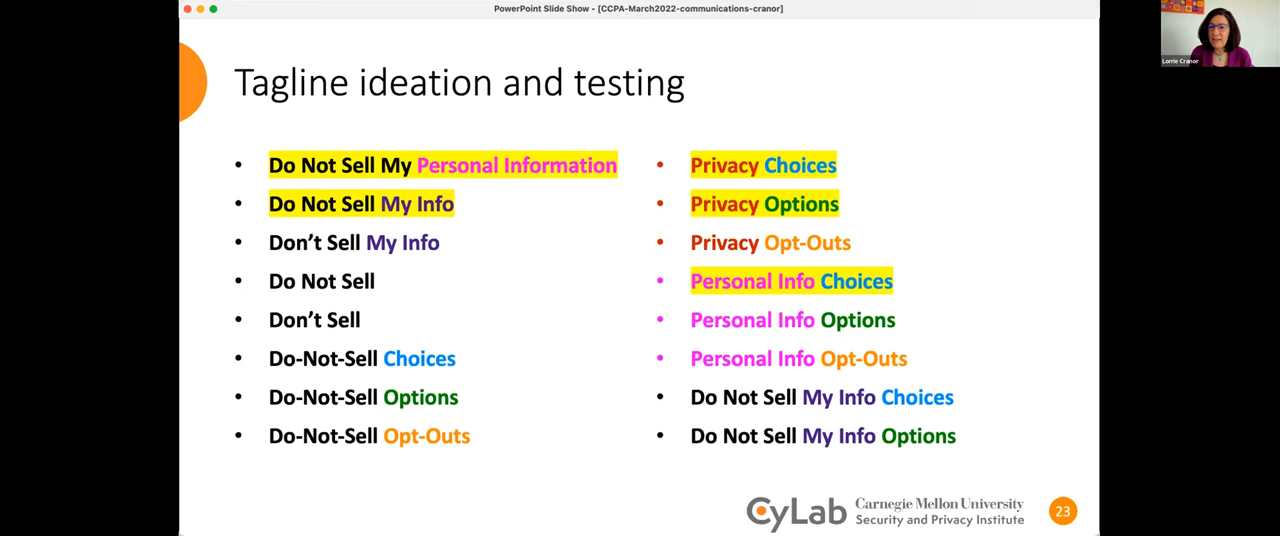 PowerPoint Slide Show - [CCPA-March2022-communications-cranor]
Lorrie Cranor
Tagline ideation and testing
• Do Not Sell My Personal Information
• Do Not Sell My Info
• Don't Sell My Info
• Do Not Sell
• Don't Sell
• Do-Not-Sell Choices
• Do-Not-Sell Options
• Do-Not-Sell Opt-Outs
• Privacy Choices
• Privacy Options
• Privacy Opt-Outs
• Personal Info Choices
• Personal Info Options
• Personal Info Opt-Outs
• Do Not Sell My Info Choices
• Do Not Sell My Info Options
CyLab
Carnegie Mellon University
Security and Privacy Institute
23